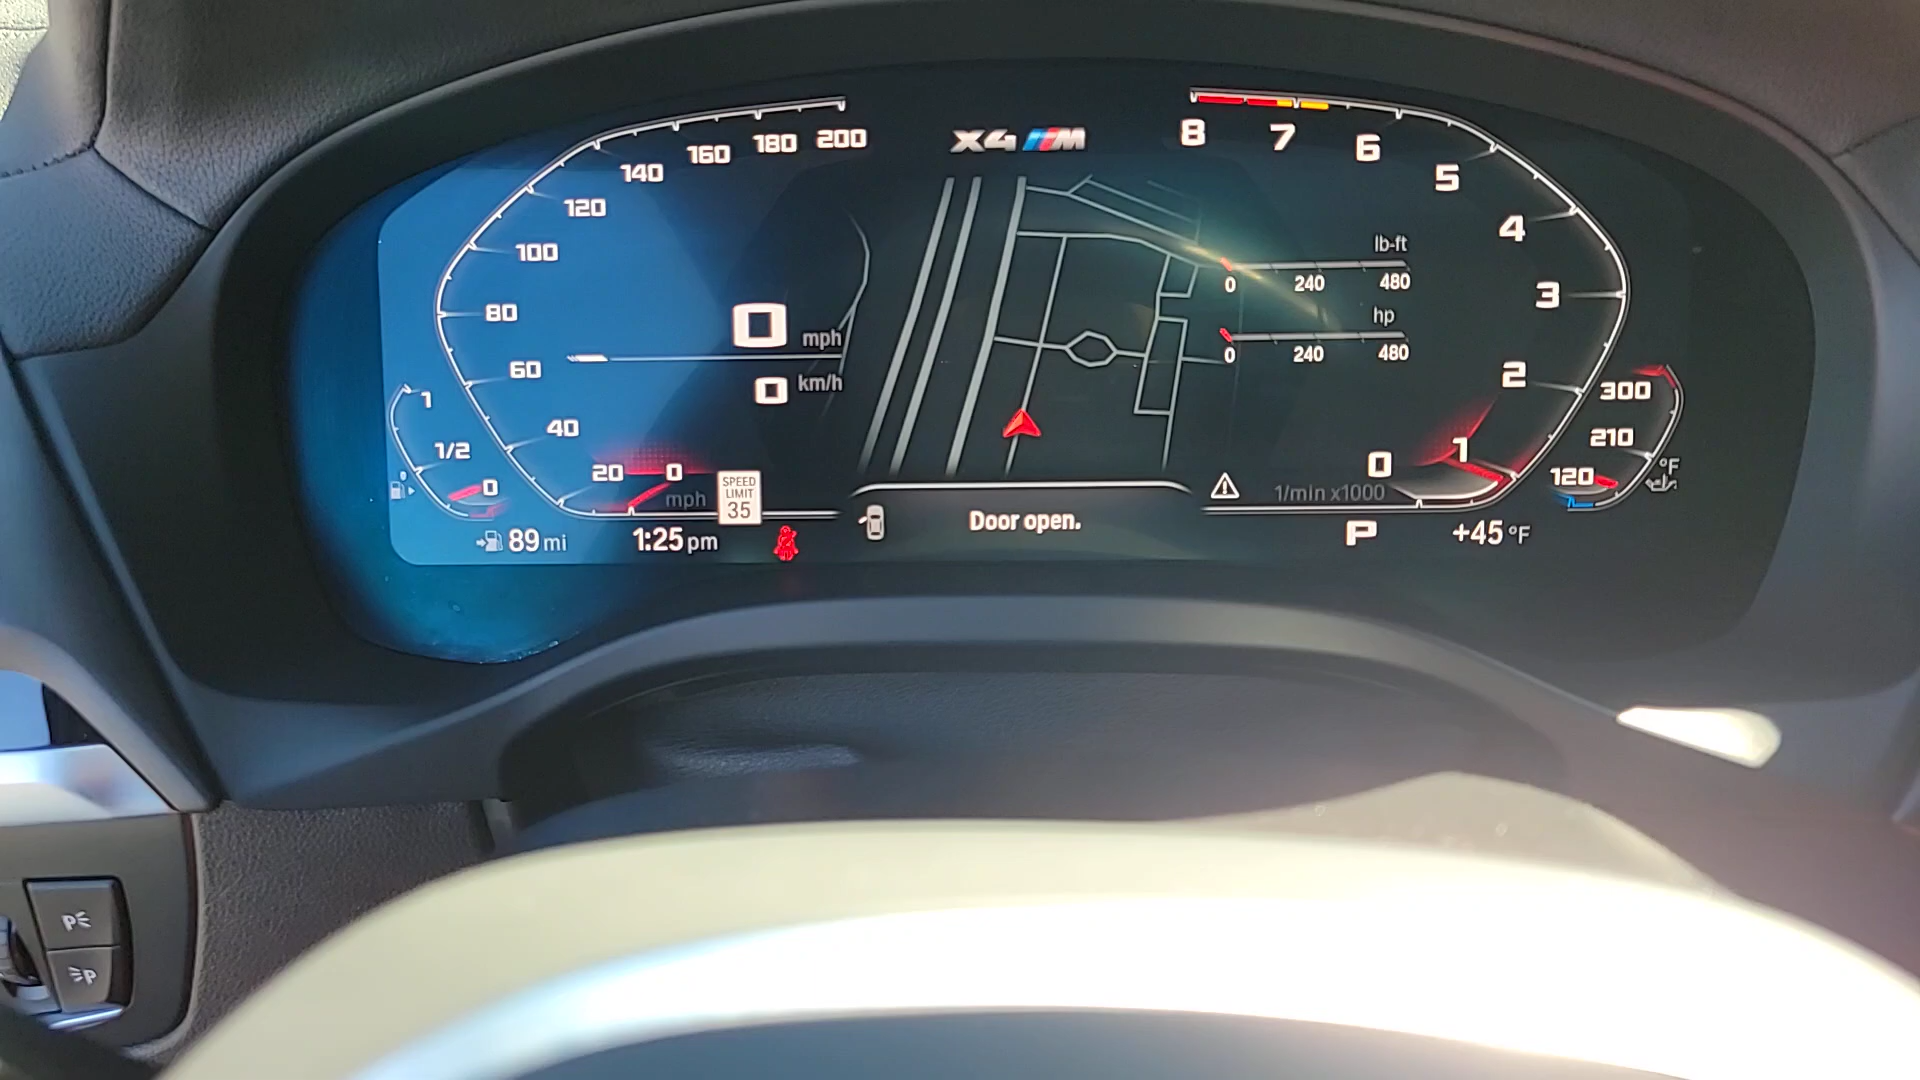 200
180
160
140
120
100
80
60
40
20
0
mph
X4 M
8
7
6
5
4
3
2
1
0
1/min x1000
lb-ft
0 240 480
hp
0 240 480
0 mph
0 km/h
1
1/2
0
300
210
120
°F
SPEED
LIMIT
35
89 mi
1:25 pm
Door open.
P
+45 °F
P
P